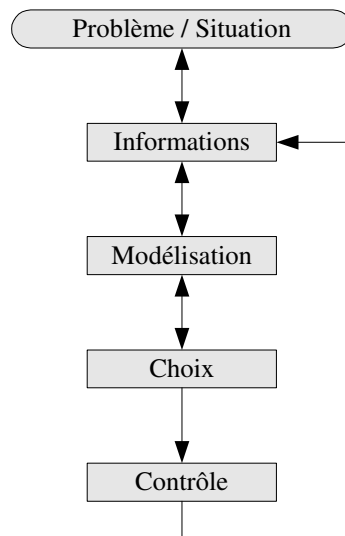 Problème / Situation
Informations
Modélisation
Choix
Contrôle